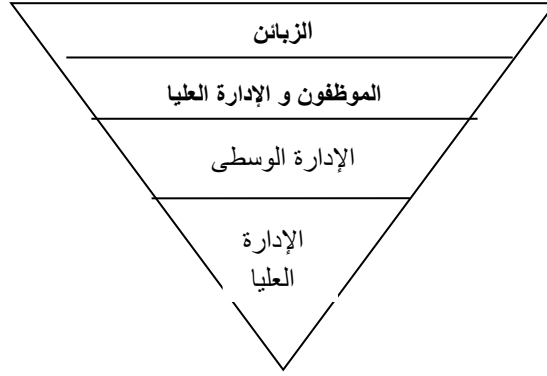 الزبائن
الموظفون و الإدارة العليا
الإدارة الوسطى
الإدارة
العليا